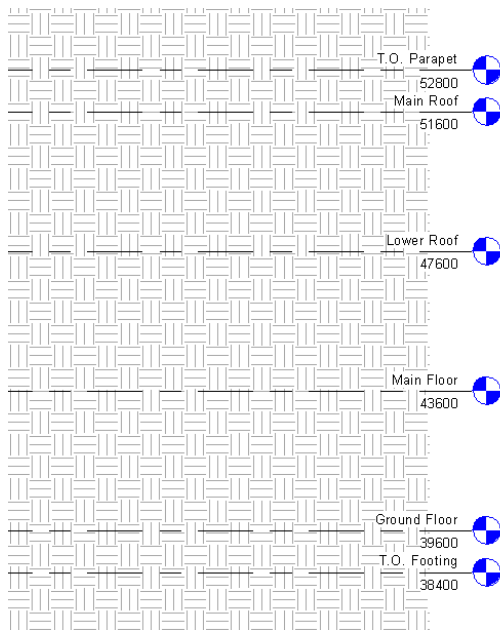 T.O. Parapet
52800
Main Roof
51600
Lower Roof
47600
Main Floor
43600
Ground Floor
39600
T.O. Footing
38400